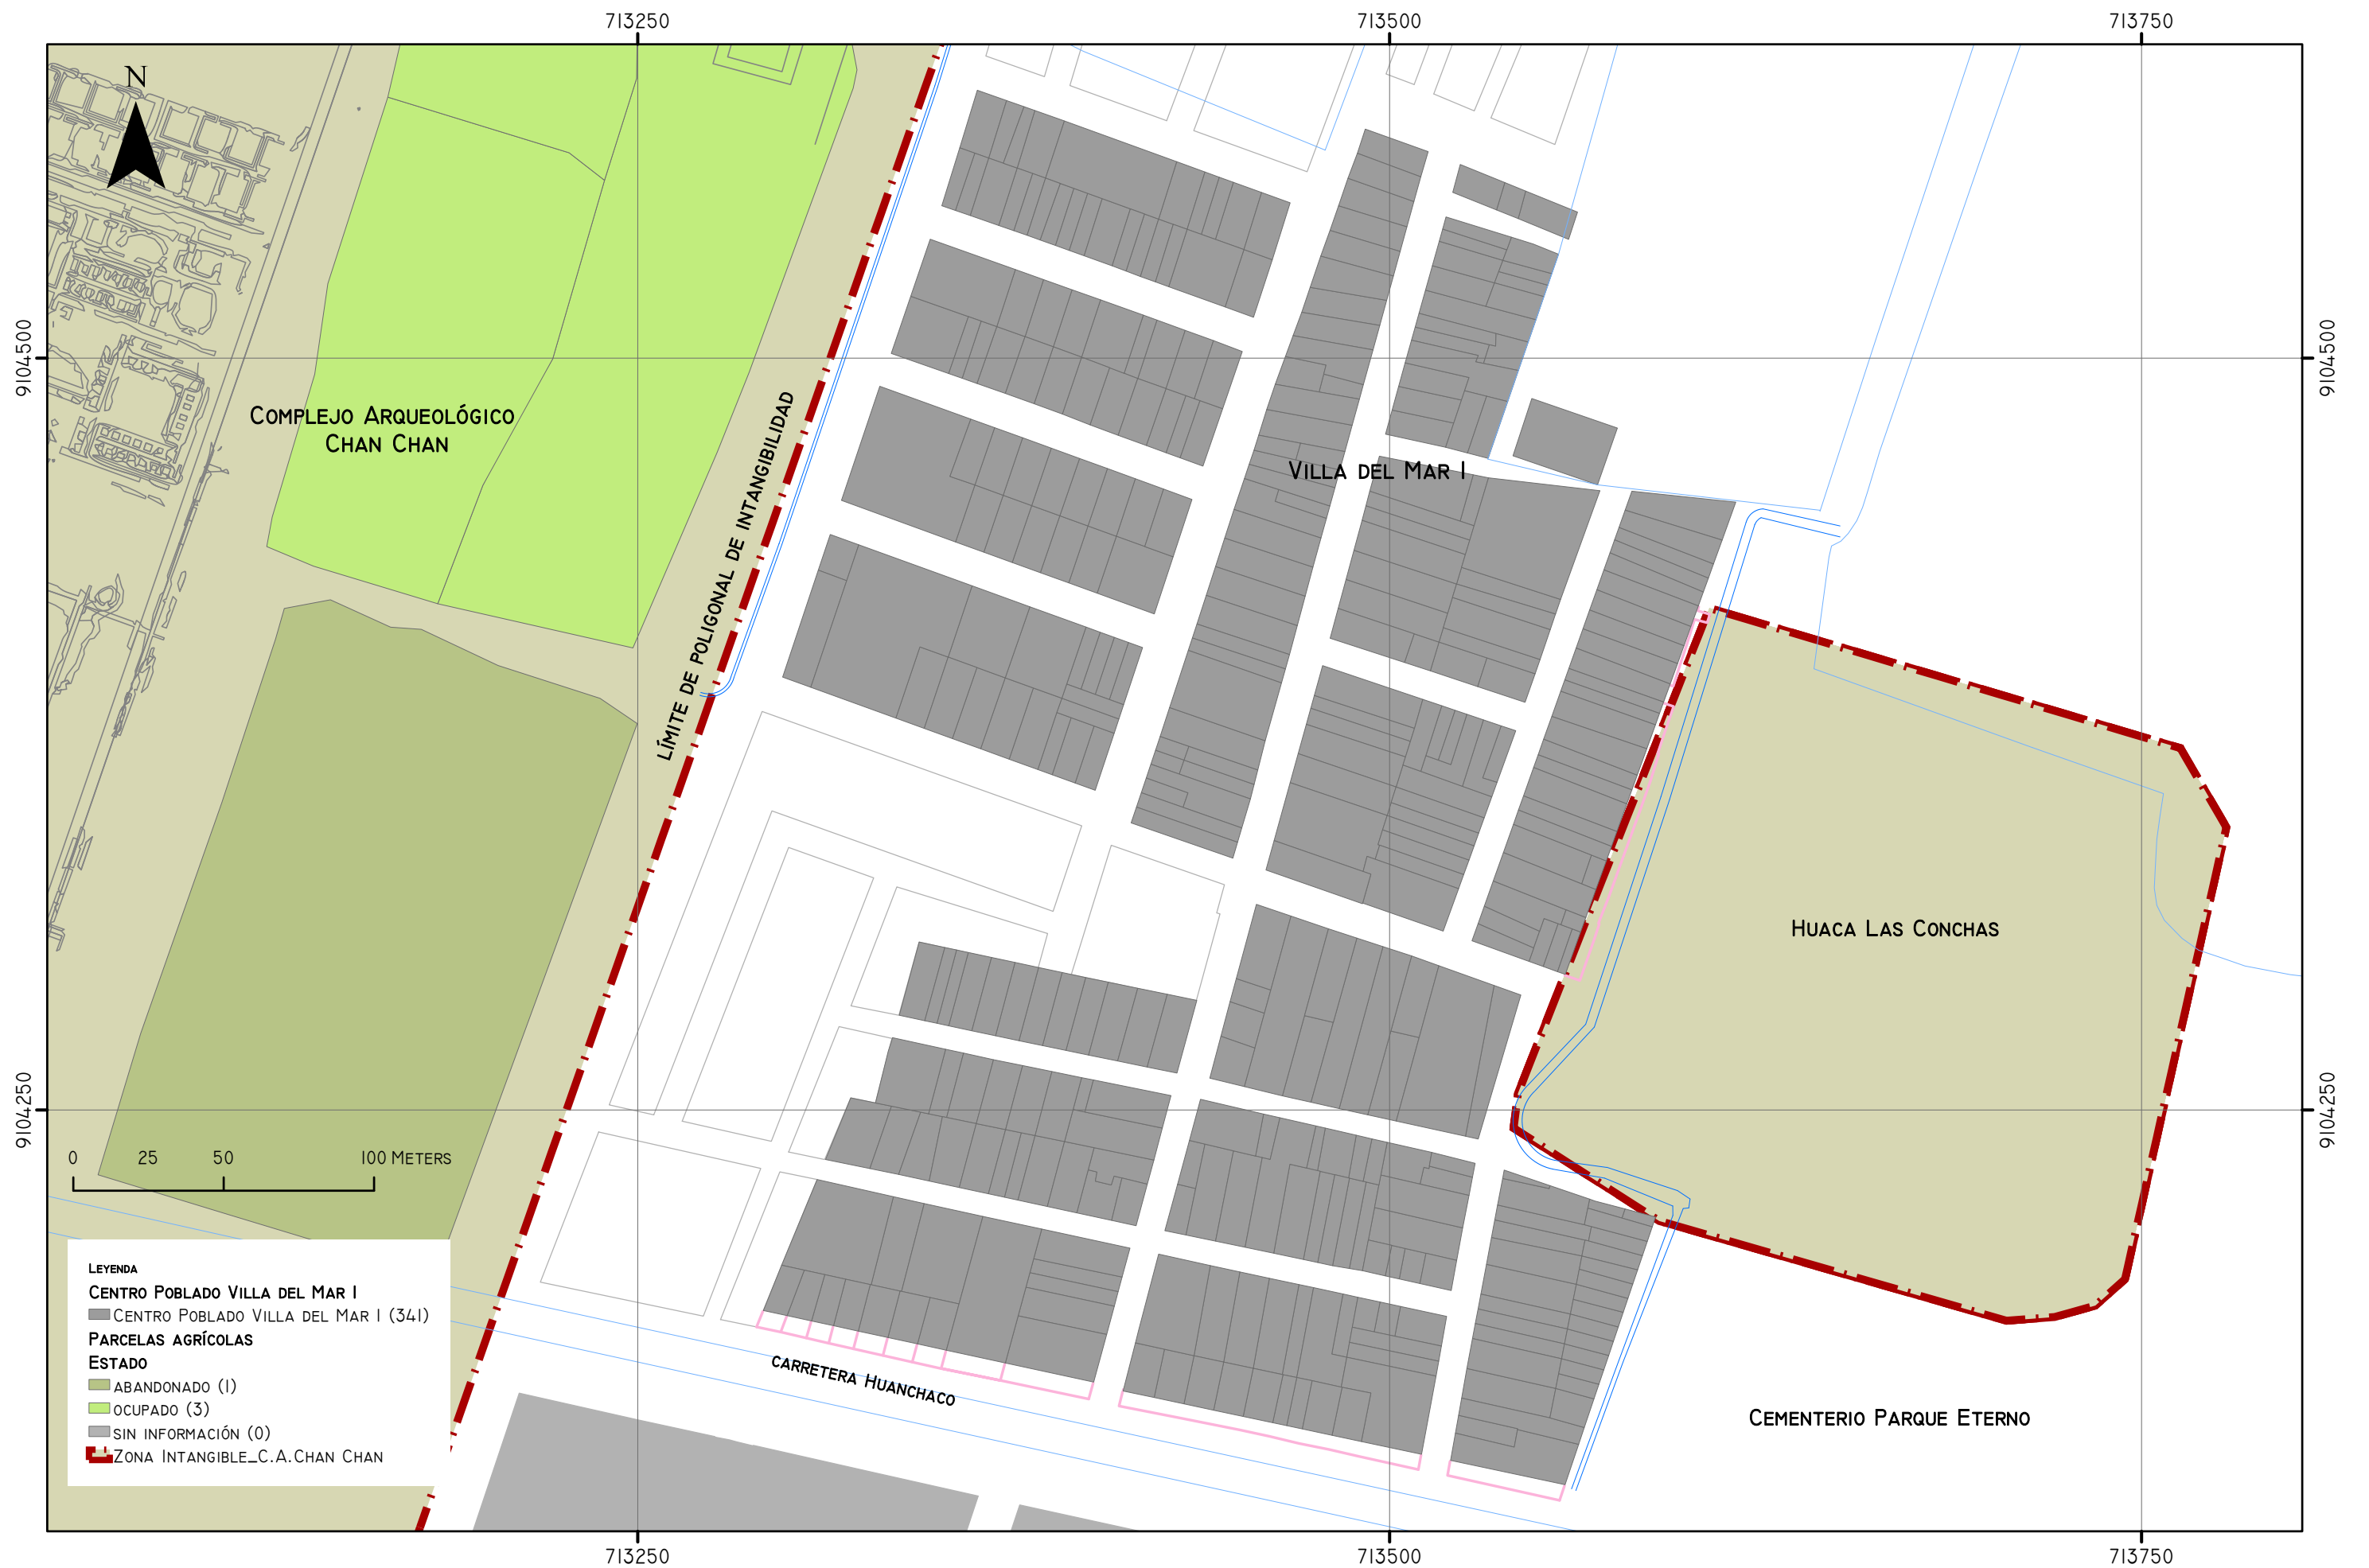 713250
713500
713750
N
9104500
9104500
Complejo Arqueológico
Chan Chan
Límite de poligonal de intangibilidad
Villa del Mar I
Huaca Las Conchas
9104250
9104250
0 25 50 100 Meters
Leyenda
Centro Poblado Villa del Mar I
Centro Poblado Villa del Mar I (341)
Parcelas agrícolas
Estado
abandonado (1)
ocupado (3)
sin información (0)
Zona Intangible_C.A.Chan Chan
carretera Huanchaco
Cementerio Parque Eterno
713250
713500
713750